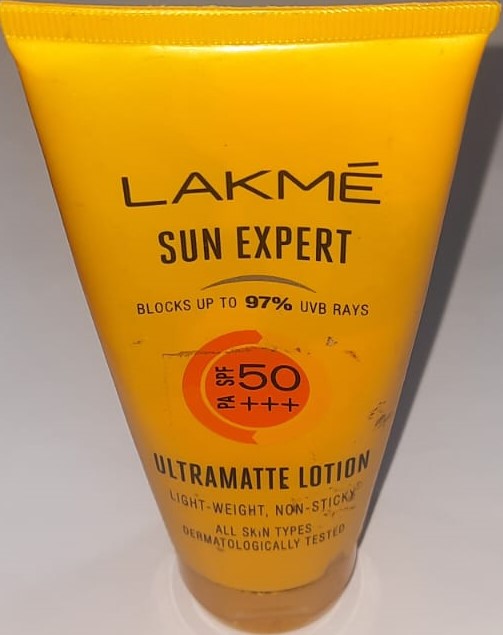 LAKMÉ
SUN EXPERT
BLOCKS UP TO 97% UVB RAYS
SPF 50
PA +++
ULTRAMATTE LOTION
LIGHT-WEIGHT, NON-STICKY
ALL SKIN TYPES
DERMATOLOGICALLY TESTED